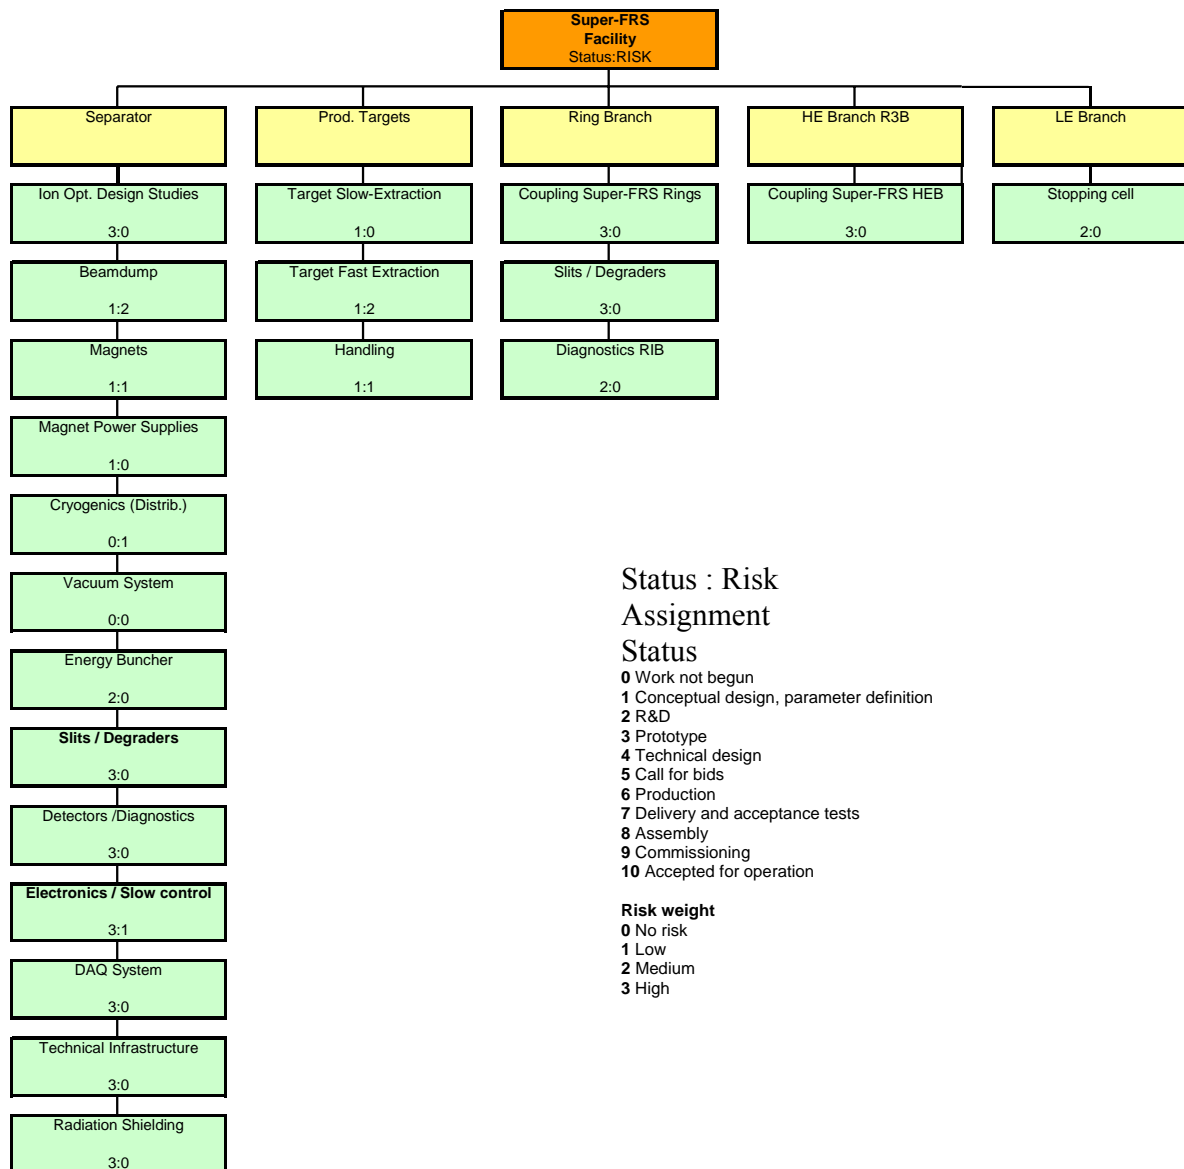 Super-FRS
Facility
Status:RISK
Separator
Prod. Targets
Ring Branch
HE Branch R3B
LE Branch
Ion Opt. Design Studies
3:0
Target Slow-Extraction
1:0
Coupling Super-FRS Rings
3:0
Coupling Super-FRS HEB
3:0
Stopping cell
2:0
Beamdump
1:2
Target Fast Extraction
1:2
Slits / Degraders
3:0
Magnets
1:1
Handling
1:1
Diagnostics RIB
2:0
Magnet Power Supplies
1:0
Cryogenics (Distrib.)
0:1
Vacuum System
0:0
Energy Buncher
2:0
Slits / Degraders
3:0
Detectors /Diagnostics
3:0
Electronics / Slow control
3:1
DAQ System
3:0
Technical Infrastructure
3:0
Radiation Shielding
3:0
Status : Risk
Assignment
Status
0 Work not begun
1 Conceptual design, parameter definition
2 R&D
3 Prototype
4 Technical design
5 Call for bids
6 Production
7 Delivery and acceptance tests
8 Assembly
9 Commissioning
10 Accepted for operation
Risk weight
0 No risk
1 Low
2 Medium
3 High